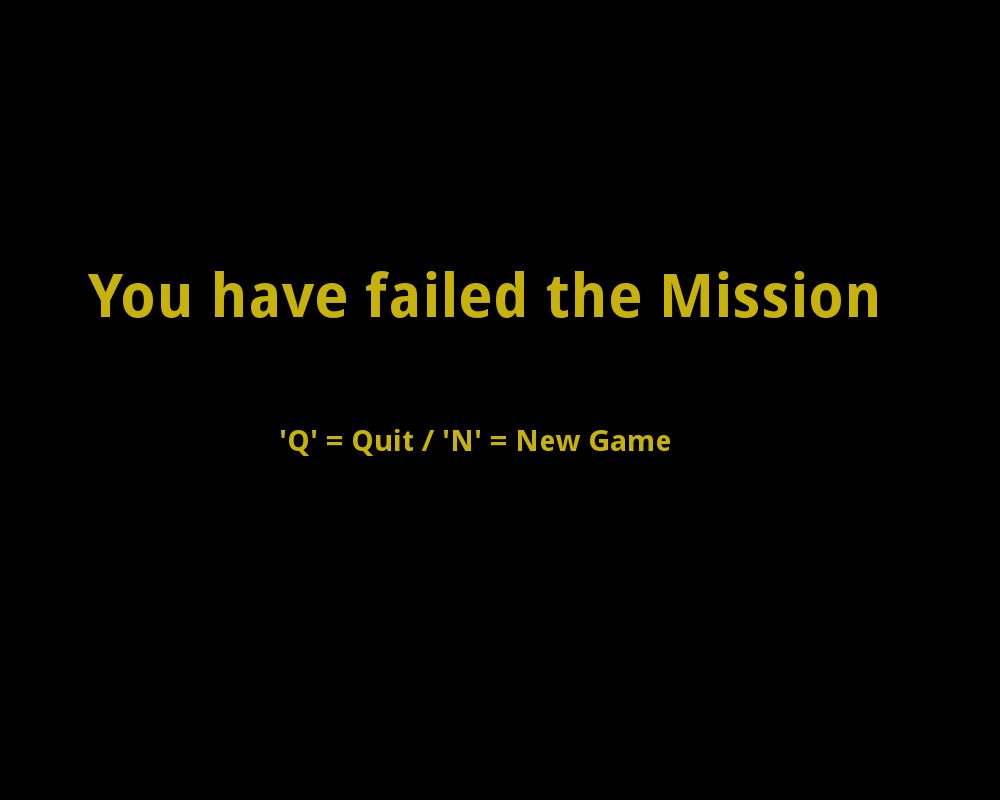 You have failed the Mission
'Q' = Quit / 'N' = New Game